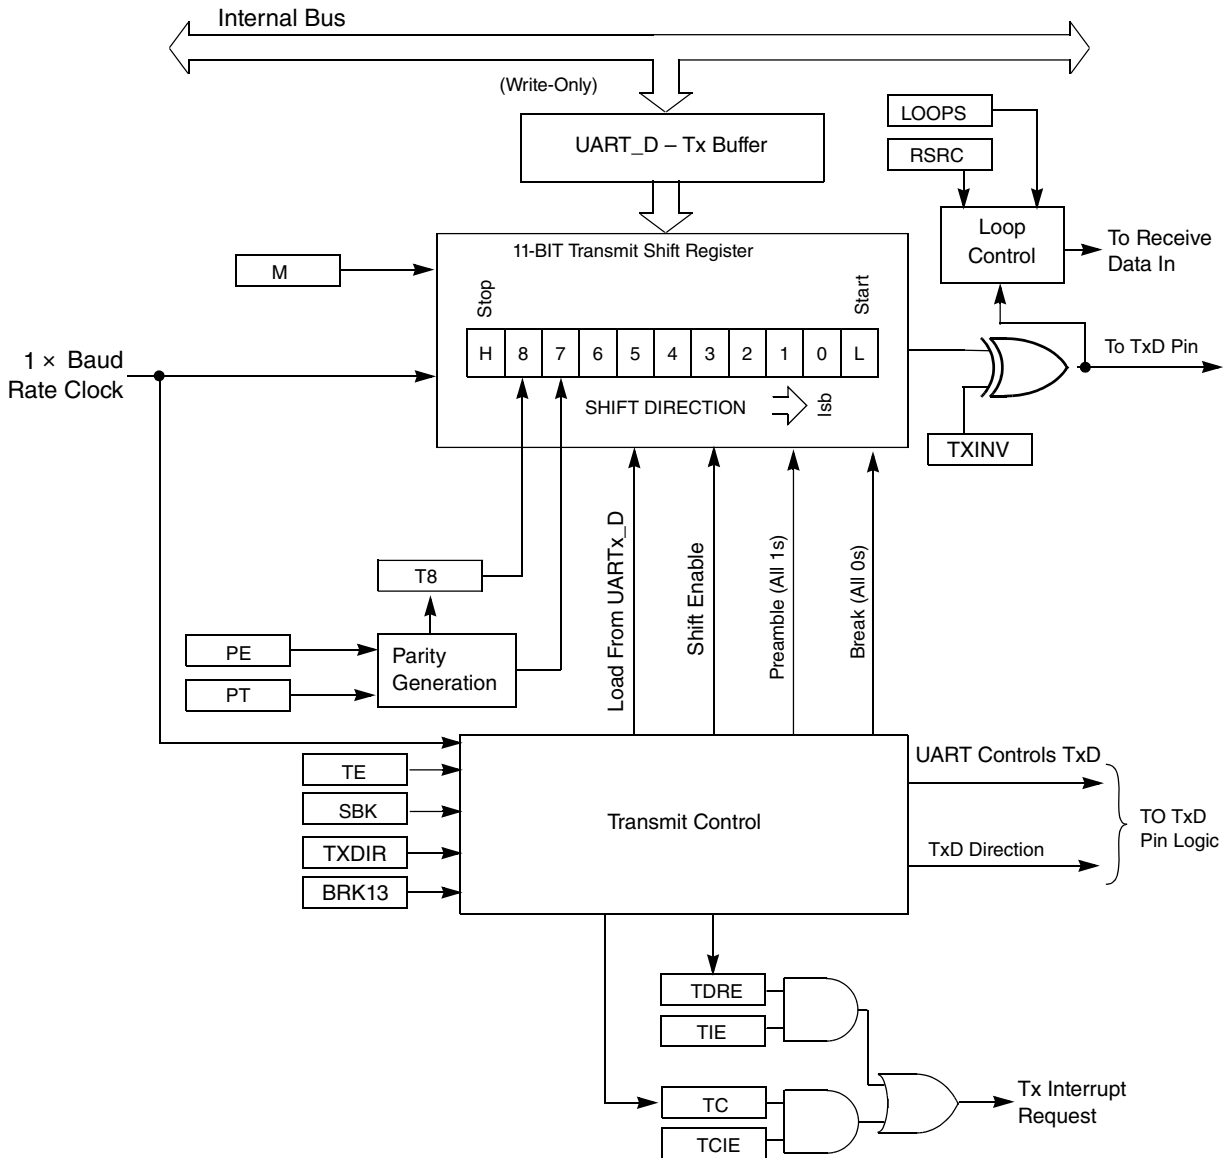 Internal Bus
(Write-Only)
UART_D – Tx Buffer
LOOPS
RSRC
Loop
Control
To Receive
Data In
11-BIT Transmit Shift Register
M
Stop
Start
H 8 7 6 5 4 3 2 1 0 L
1 × Baud
Rate Clock
To TxD Pin
SHIFT DIRECTION
lsb
TXINV
Load From UARTx_D
Shift Enable
Preamble (All 1s)
Break (All 0s)
T8
PE
PT
Parity
Generation
TE
SBK
TXDIR
BRK13
Transmit Control
UART Controls TxD
TxD Direction
TO TxD
Pin Logic
TDRE
TIE
TC
TCIE
Tx Interrupt
Request